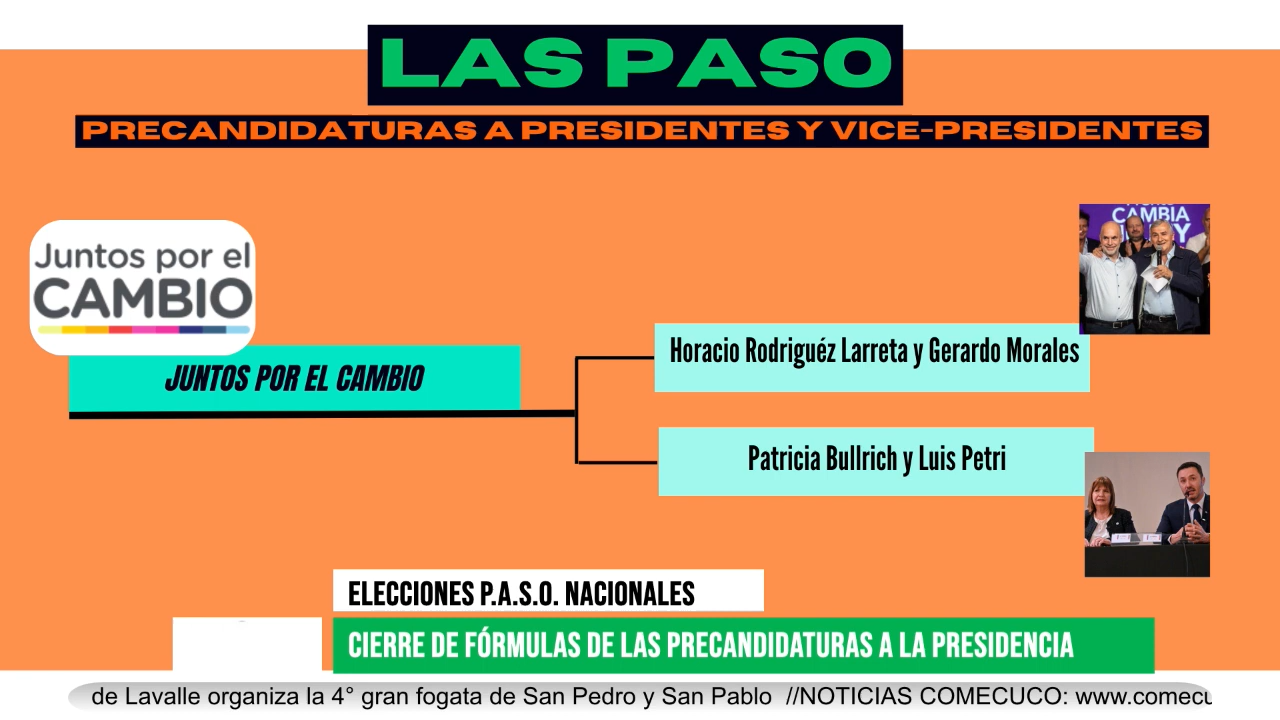 LAS PASO
PRECANDIDATURAS A PRESIDENTES Y VICE-PRESIDENTES
CAMBIA
Juntos por el
CAMBIO
JUNTOS POR EL CAMBIO
Horacio Rodriguéz Larreta y Gerardo Morales
Patricia Bullrich y Luis Petri
ELECCIONES P.A.S.O. NACIONALES
CIERRE DE FÓRMULAS DE LAS PRECANDIDATURAS A LA PRESIDENCIA
de Lavalle organiza la 4° gran fogata de San Pedro y San Pablo //NOTICIAS COMECUCO: www.comecu